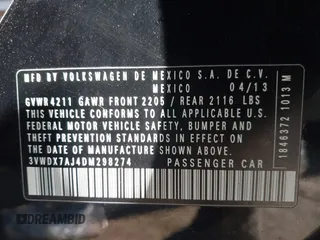 MFD BY VOLKSWAGEN DE MEXICO S.A. DE C.V.
MEXICO 04/13
GVWR 4211 GAWR FRONT 2205 / REAR 2116 LBS
THIS VEHICLE CONFORMS TO ALL APPLICABLE
FEDERAL MOTOR VEHICLE SAFETY, BUMPER AND
THEFT PREVENTION STANDARDS IN EFFECT ON THE
DATE OF MANUFACTURE SHOWN ABOVE.
3VWDX7AJ4DM298274 PASSENGER CAR
1846372 1013 M